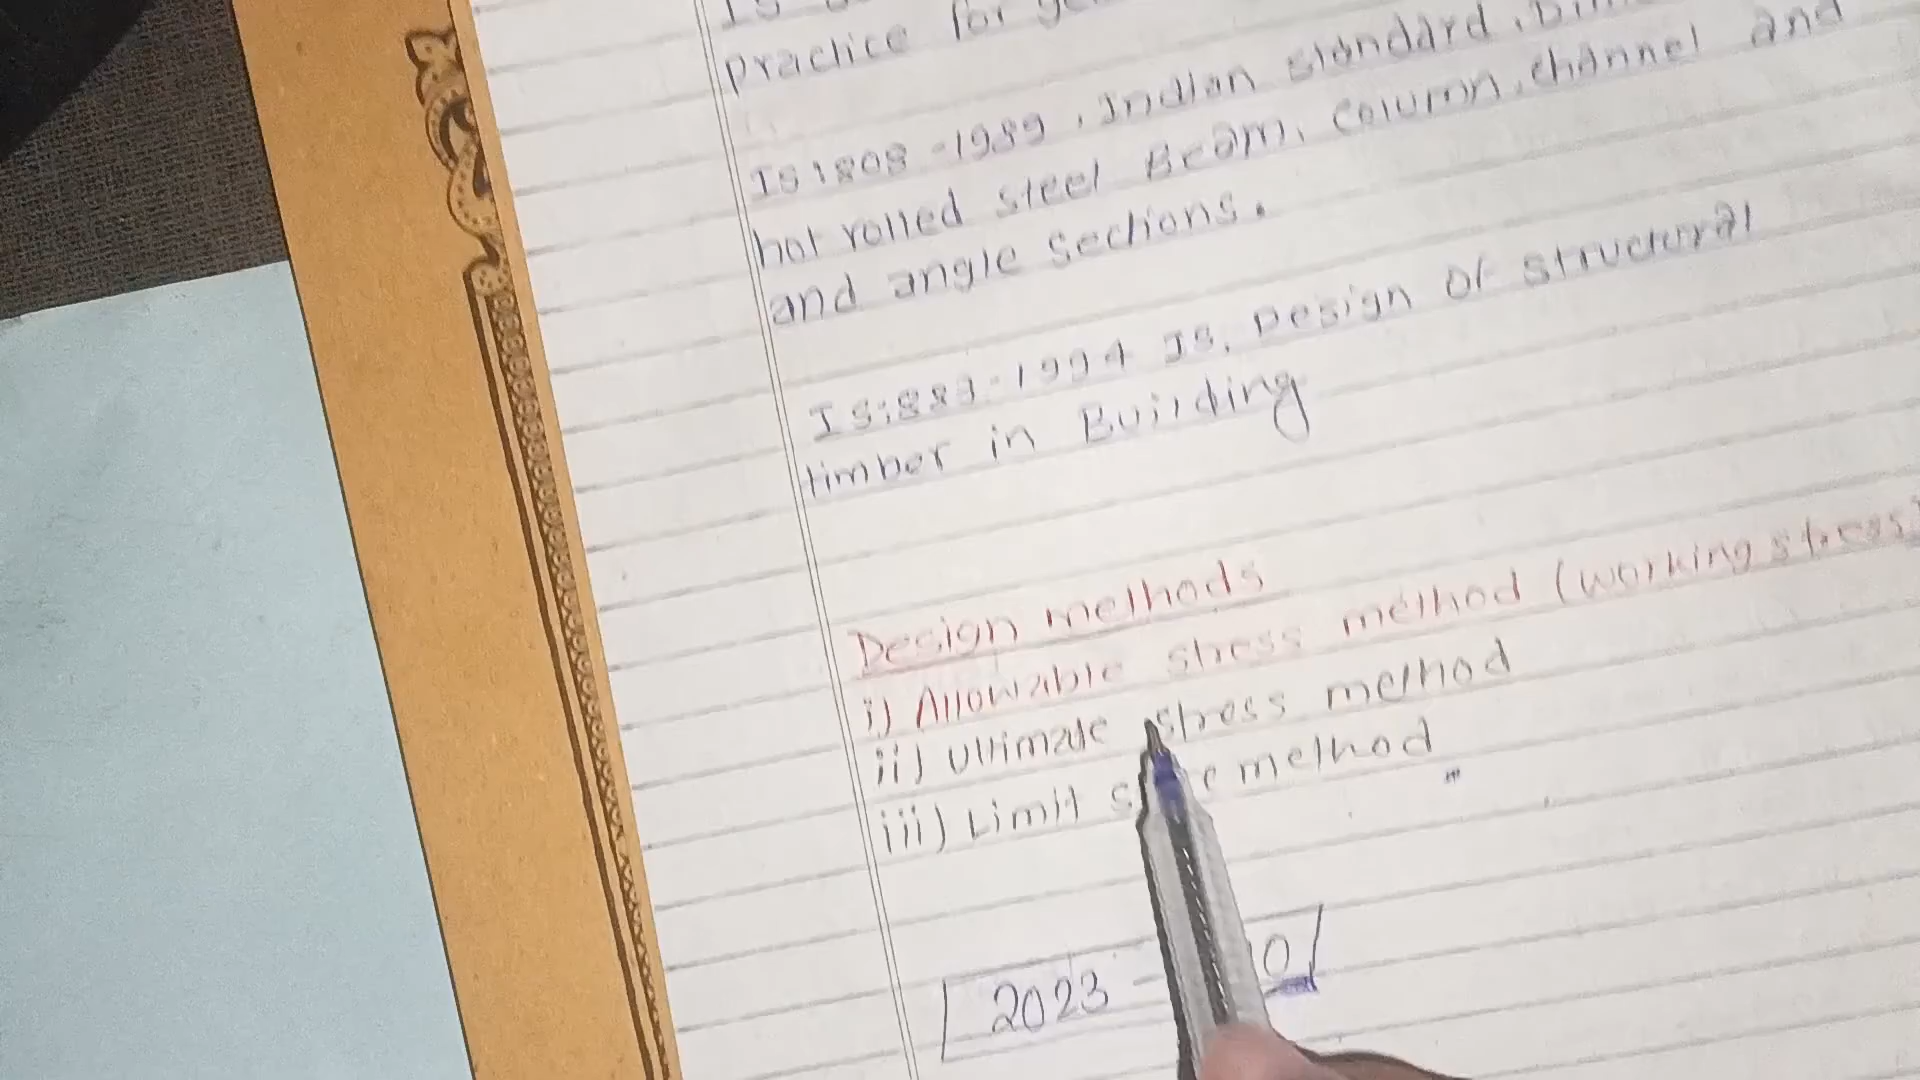 practice for
IS 1808-1989, Indian standard,
hot rolled steel Beam, column, channel and
and angle sections.
IS:883-1994 IS, Design of structural
timber in Building
Design methods
i) Allowable stress method (working stress)
ii) Ultimate stress method
iii) Limit method
2023